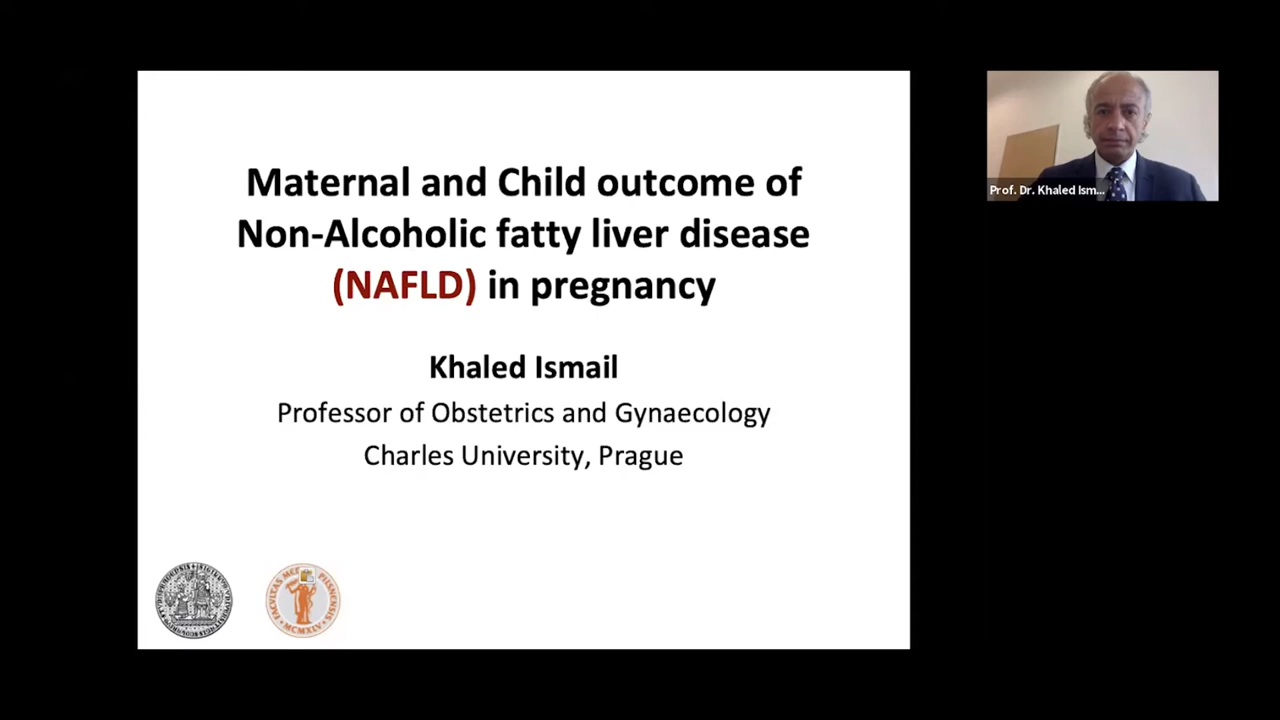 Maternal and Child outcome of
Non-Alcoholic fatty liver disease
(NAFLD) in pregnancy
Khaled Ismail
Professor of Obstetrics and Gynaecology
Charles University, Prague
Prof. Dr. Khaled Ism...
MCMXLV